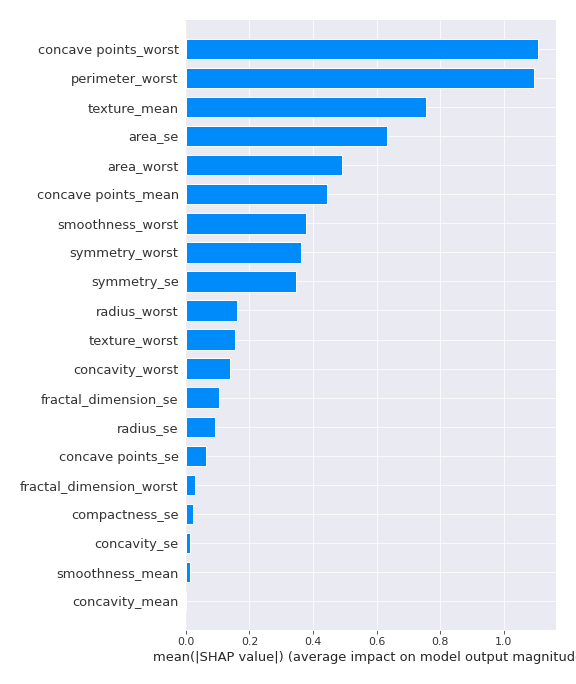 concave points_worst
perimeter_worst
texture_mean
area_se
area_worst
concave points_mean
smoothness_worst
symmetry_worst
symmetry_se
radius_worst
texture_worst
concavity_worst
fractal_dimension_se
radius_se
concave points_se
fractal_dimension_worst
compactness_se
concavity_se
smoothness_mean
concavity_mean
0.0 0.2 0.4 0.6 0.8 1.0
mean(|SHAP value|) (average impact on model output magnitud